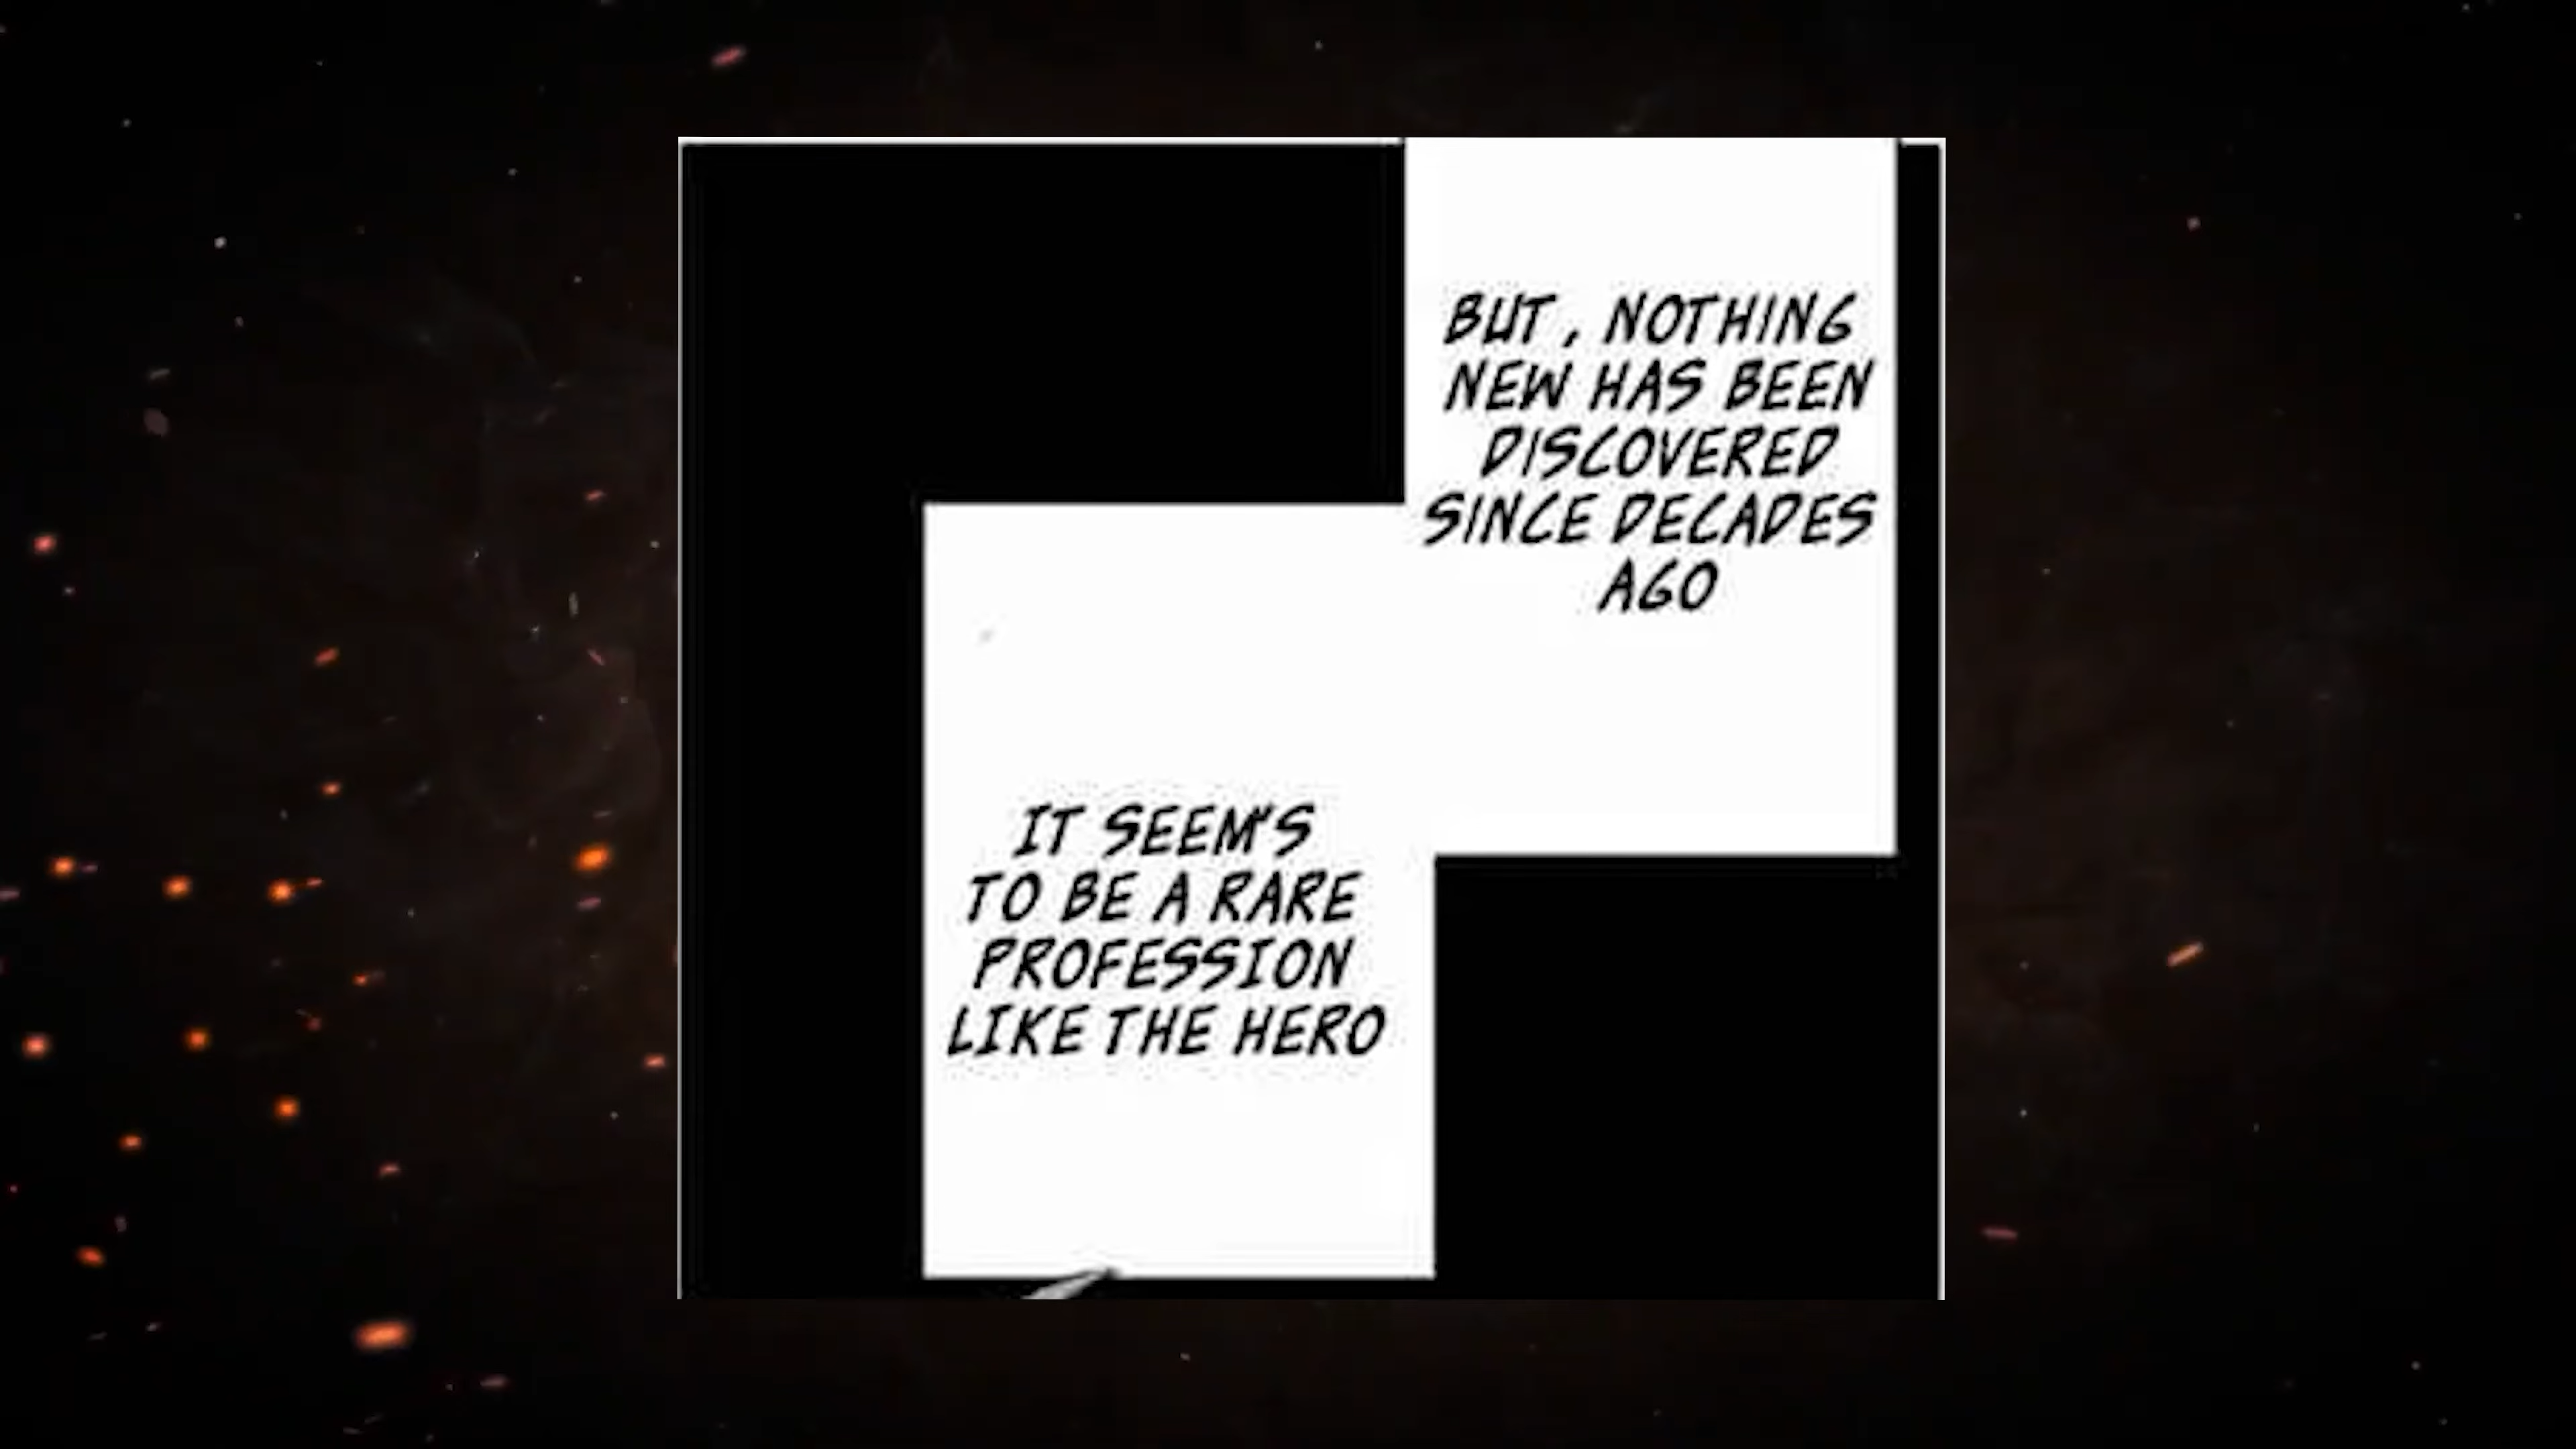 BUT, NOTHING
NEW HAS BEEN
DISCOVERED
SINCE DECADES
AGO
IT SEEM'S
TO BE A RARE
PROFESSION
LIKE THE HERO